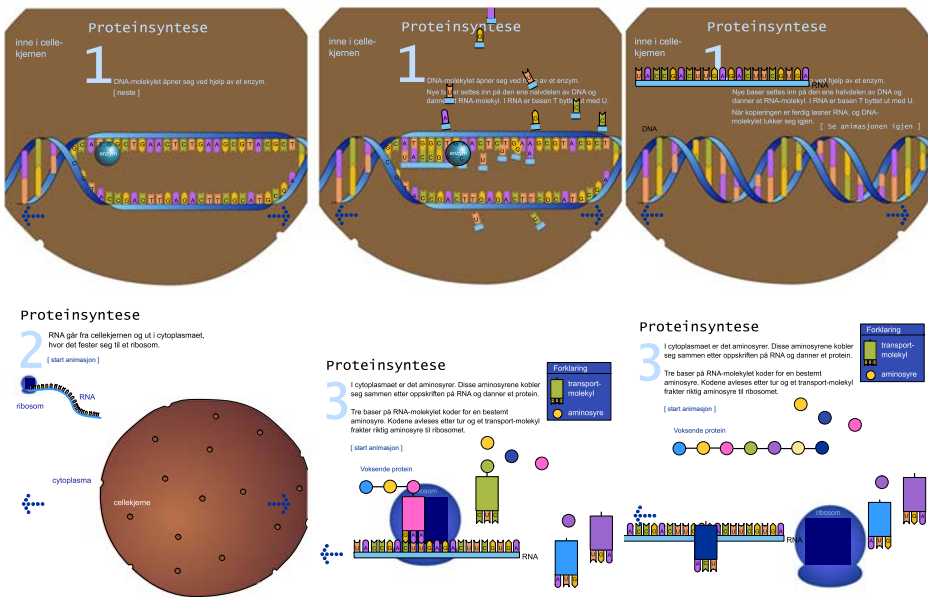 Proteinsyntese
inne i celle-
kjernen
1
DNA-molekylet åpner seg ved hjelp av et enzym.
[ neste ]
CATGGCTGAACTCTGAAGCGTACGCT
enzym
Proteinsyntese
inne i celle-
kjernen
1
DNA-molekylet åpner seg ved av et enzym.
Nye baser settes inn på den ene halvdelen av DNA og
danner RNA-molekyl. I RNA er basen T byttet ut med U.
enzym
UACCG
Proteinsyntese
inne i celle-
kjernen
1
RNA
ved hjelp av et enzym.
Nye baser settes inn på den ene halvdelen av DNA og
danner et RNA-molekyl. I RNA er basen T byttet ut med U.
Når kopieringen er ferdig løsner RNA, og DNA-
molekylet lukker seg igjen.
[ Se animasjonen igjen ]
DNA
Proteinsyntese
2
RNA går fra cellekjernen og ut i cytoplasmaet,
hvor det fester seg til et ribosom.
[ start animasjon ]
RNA
ribosom
cytoplasma
cellekjerne
Proteinsyntese
3
I cytoplasmaet er det aminosyrer. Disse aminosyrene kobler
seg sammen etter oppskriften på RNA og danner et protein.
Tre baser på RNA-molekylet koder for en bestemt
aminosyre. Kodene avleses etter tur og et transport-molekyl
frakter riktig aminosyre til ribosomet.
[ start animasjon ]
Forklaring
transport-
molekyl
aminosyre
Voksende protein
GAA
RNA
AUG
Proteinsyntese
3
I cytoplasmaet er det aminosyrer. Disse aminosyrene kobler
seg sammen etter oppskriften på RNA og danner et protein.
Tre baser på RNA-molekylet koder for en bestemt
aminosyre. Kodene avleses etter tur og et transport-molekyl
frakter riktig aminosyre til ribosomet.
[ start animasjon ]
Forklaring
transport-
molekyl
aminosyre
Voksende protein
ribosom
RNA
AUG